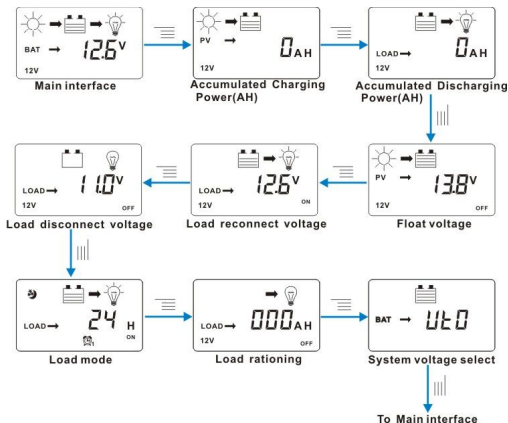 BAT → 12.6V
12V
Main interface
PV →
0AH
12V
Accumulated Charging
Power(AH)
LOAD→ 0AH
12V
Accumulated Discharging
Power(AH)
LOAD→ 11.0V
12V OFF
Load disconnect voltage
LOAD→ 12.6V
12V ON
Load reconnect voltage
PV → 13.8V
12V OFF
Float voltage
LOAD→ 24 H
ON
Load mode
LOAD→ 000AH
12V OFF
Load rationing
BAT → Ut0
System voltage select
To Main interface